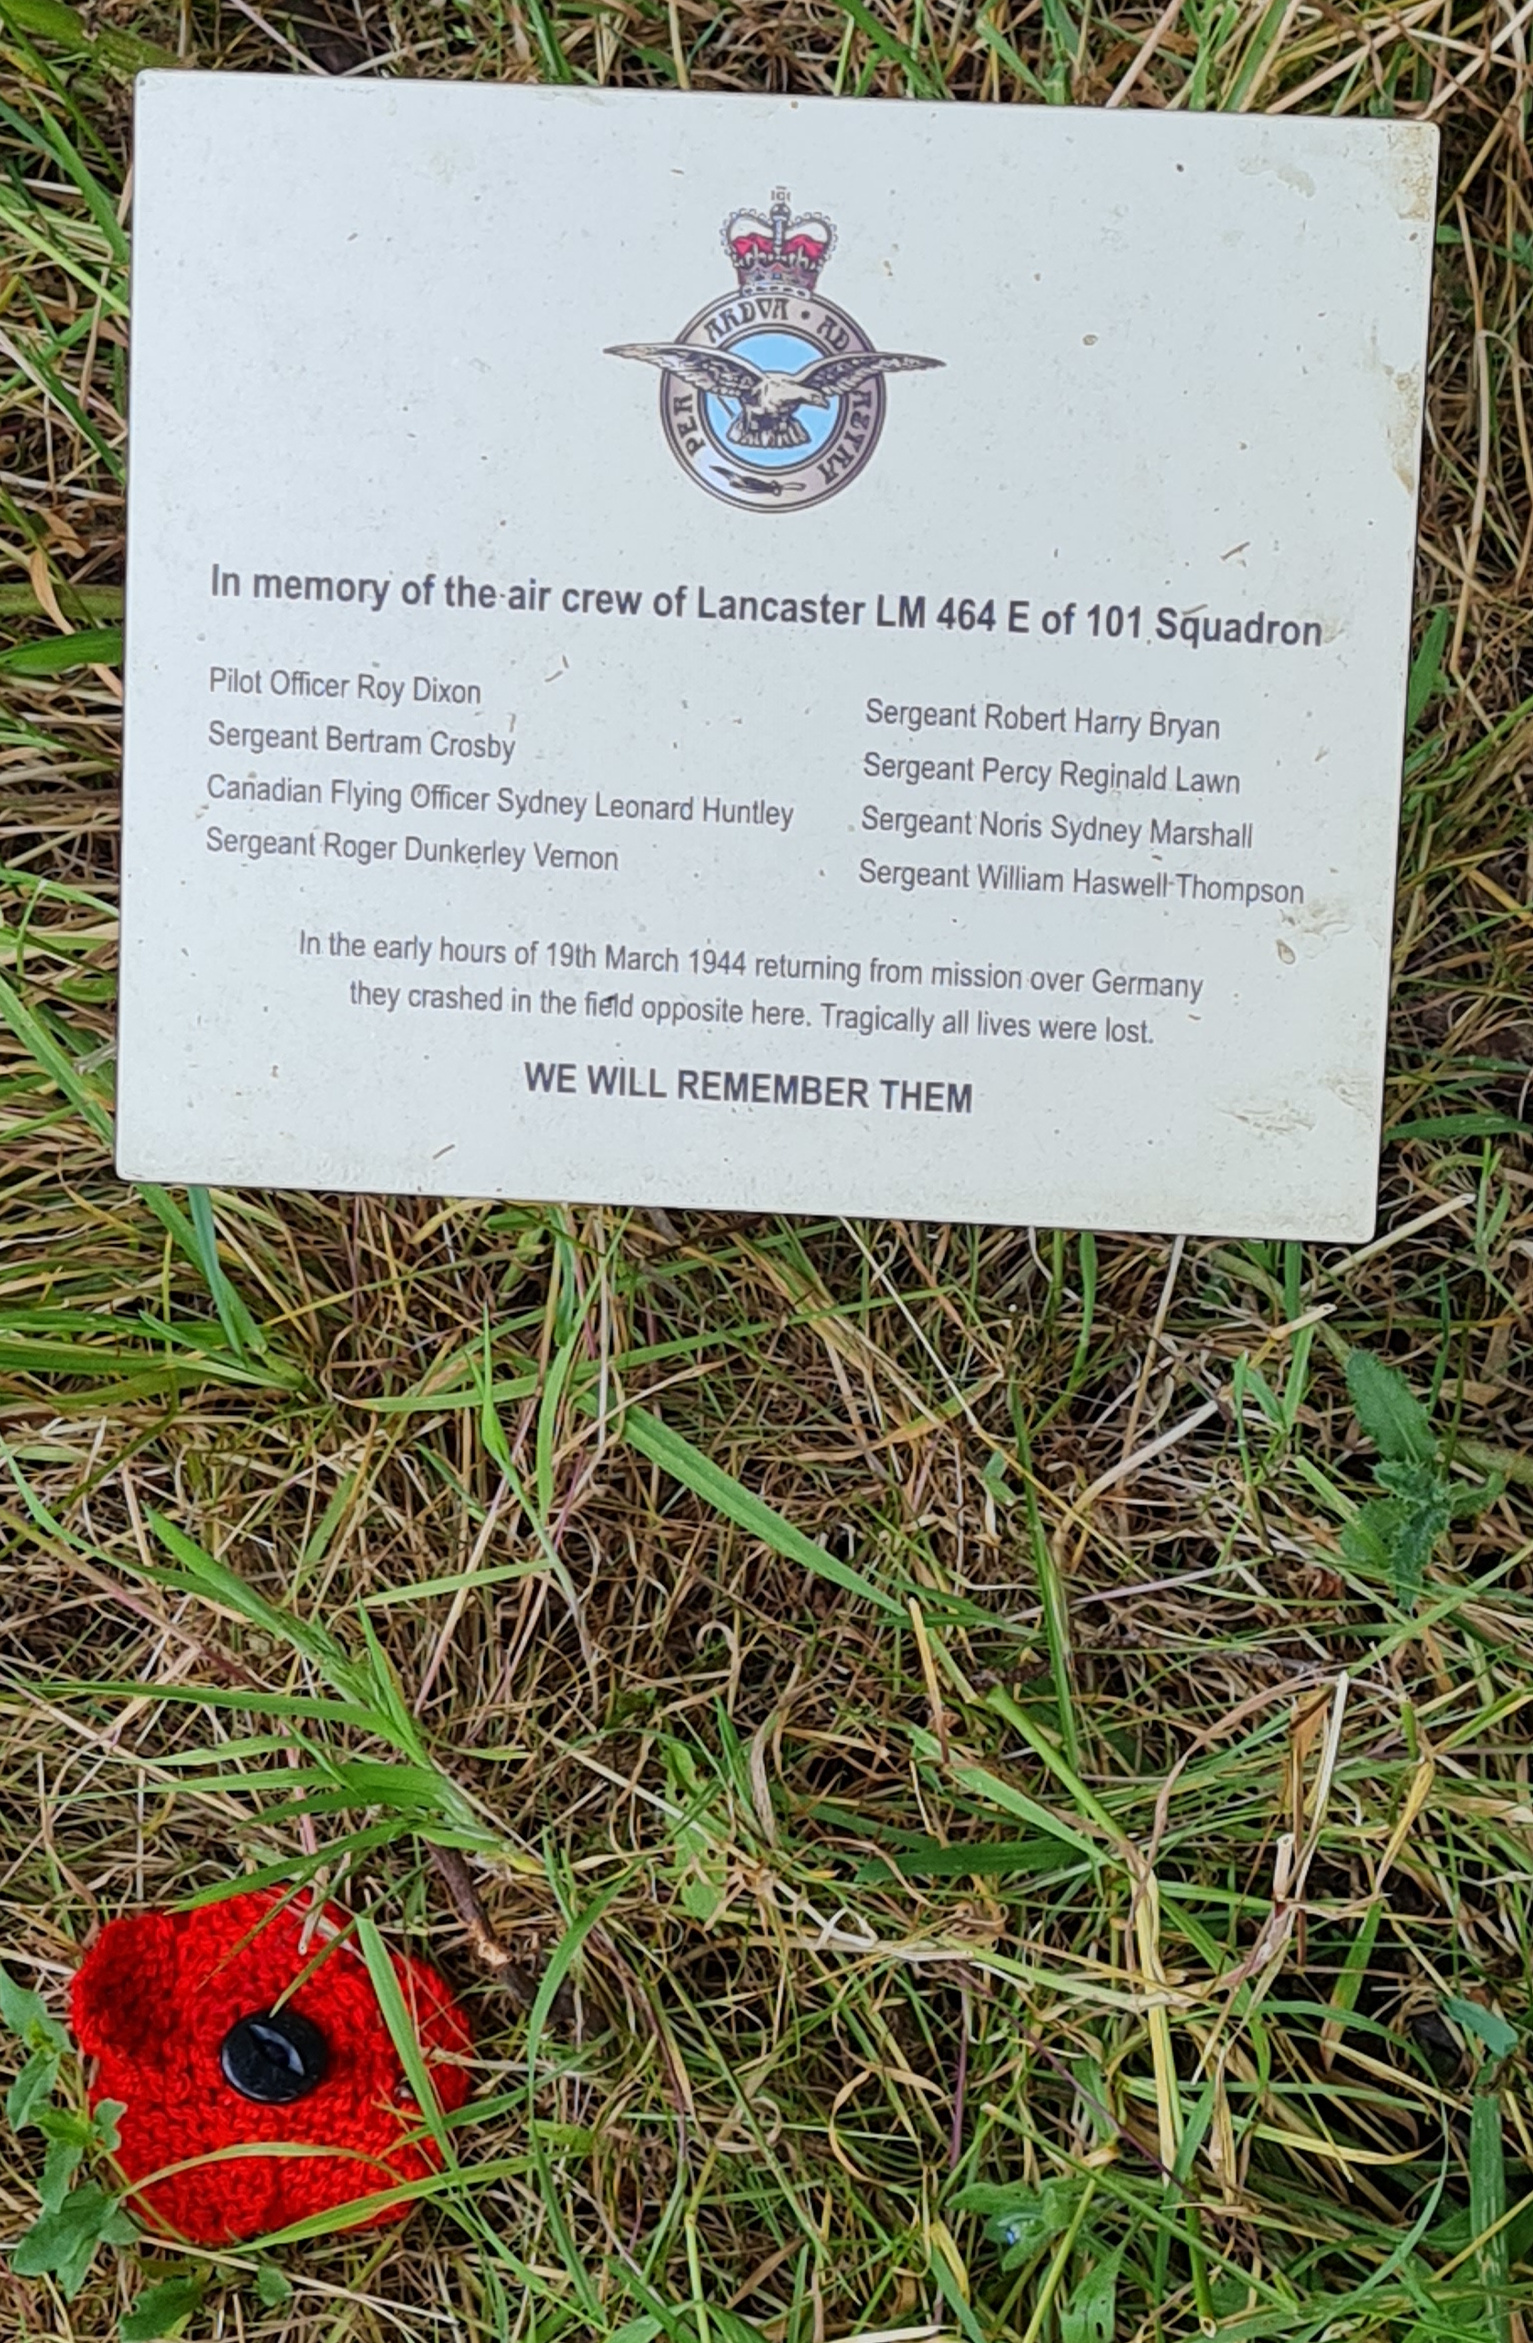 PER ARDVA · AD ASTRA
In memory of the air crew of Lancaster LM 464 E of 101 Squadron
Pilot Officer Roy Dixon
Sergeant Bertram Crosby
Canadian Flying Officer Sydney Leonard Huntley
Sergeant Roger Dunkerley Vernon
Sergeant Robert Harry Bryan
Sergeant Percy Reginald Lawn
Sergeant Noris Sydney Marshall
Sergeant William Haswell Thompson
In the early hours of 19th March 1944 returning from mission over Germany
they crashed in the field opposite here. Tragically all lives were lost.
WE WILL REMEMBER THEM